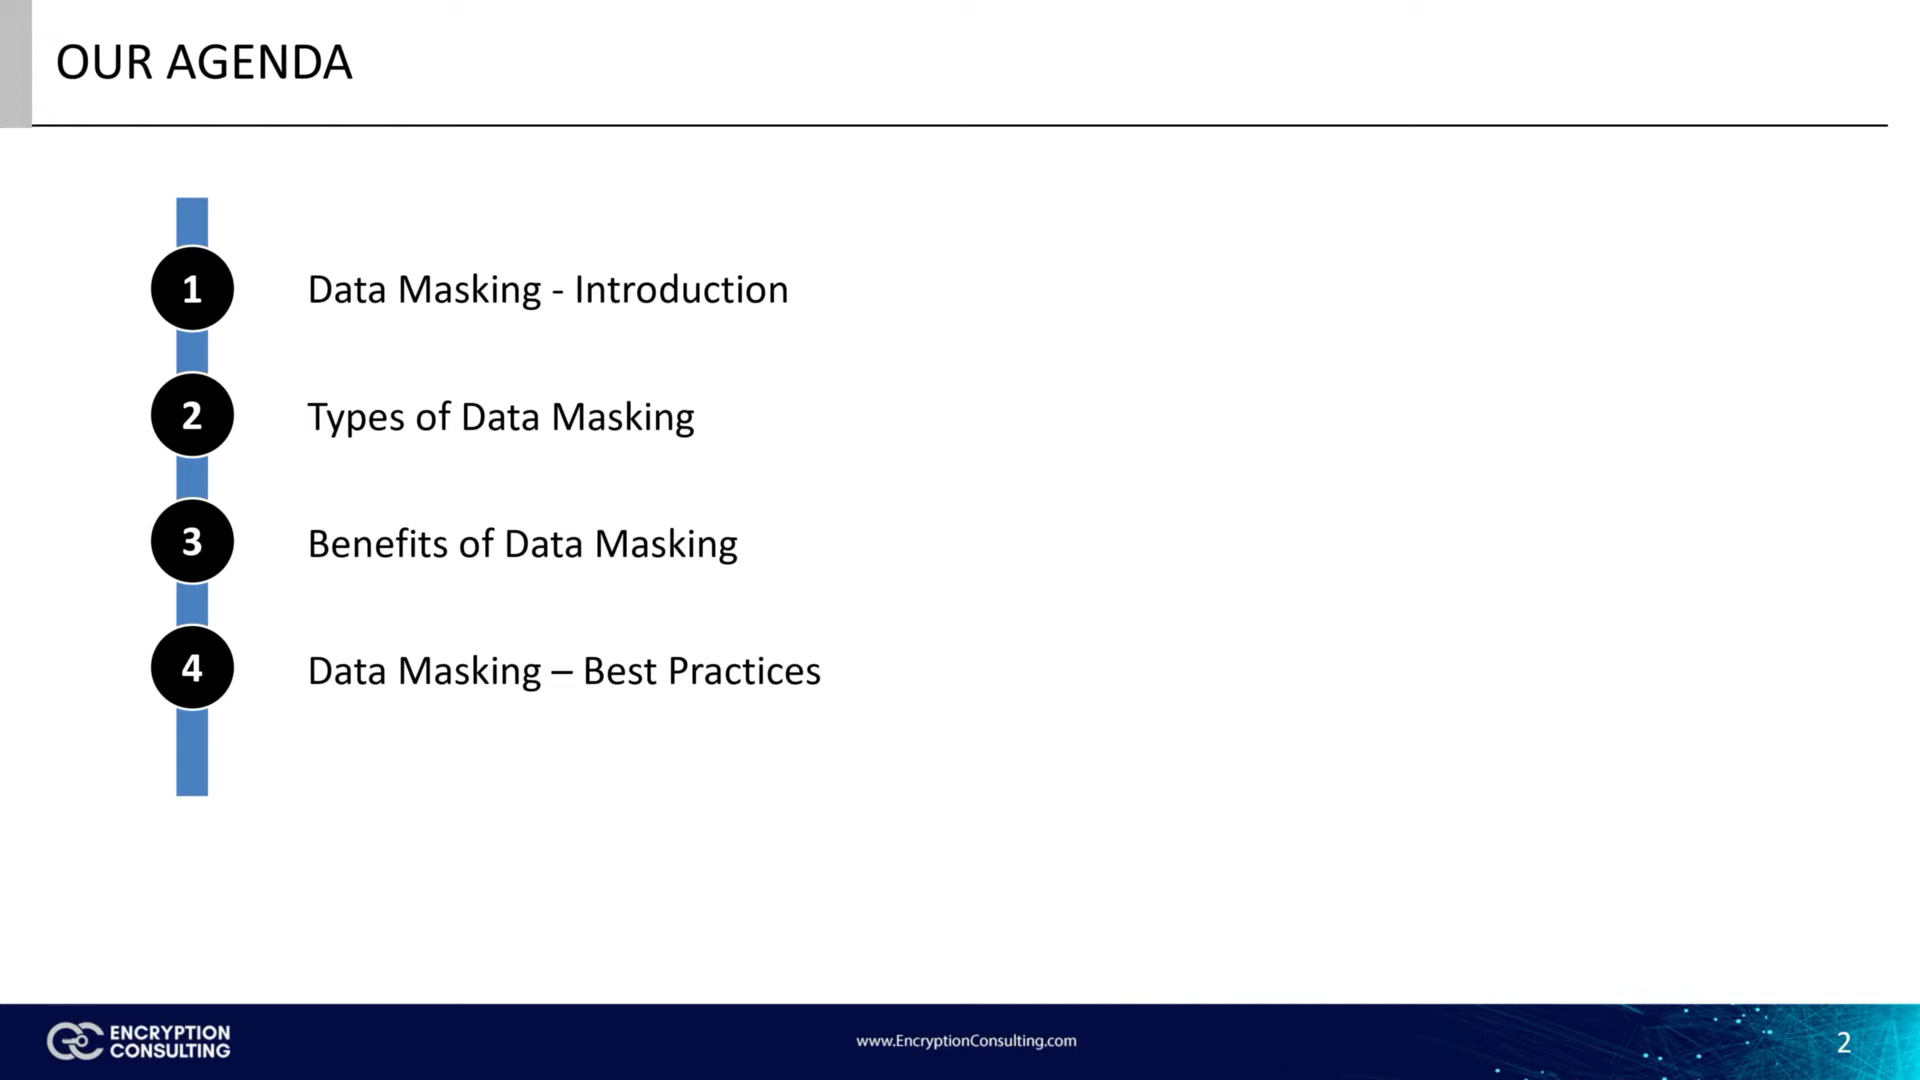 OUR AGENDA
1
Data Masking - Introduction
2
Types of Data Masking
3
Benefits of Data Masking
4
Data Masking – Best Practices
ENCRYPTION
CONSULTING
www.EncryptionConsulting.com
2